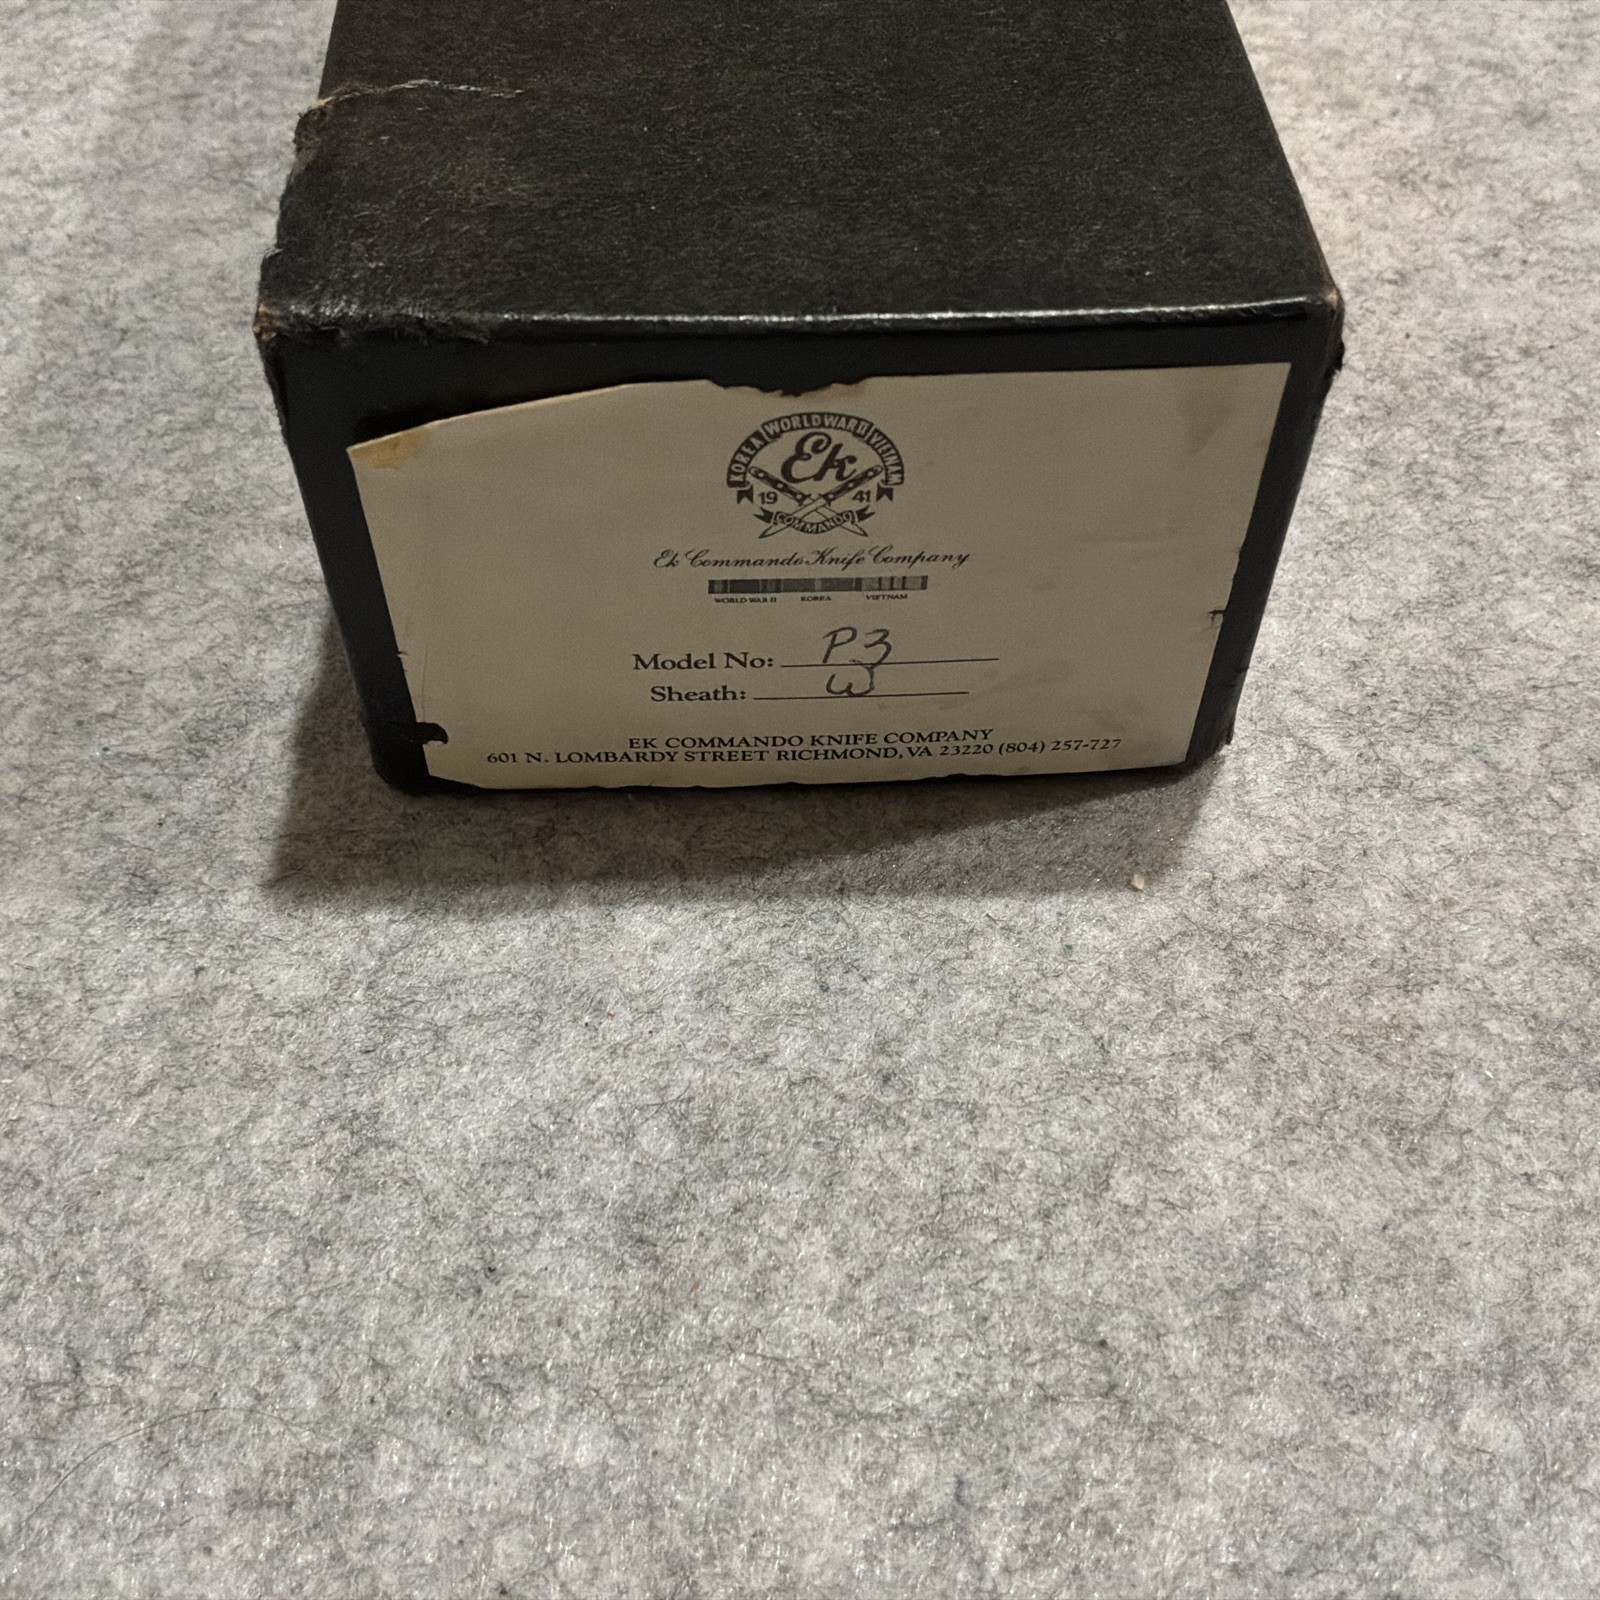 KOREA WORLD WAR II VIETNAM
Ek
19 41
COMMANDO
Ek Commando Knife Company
WORLD WAR II KOREA VIETNAM
Model No: P3
Sheath: W
EK COMMANDO KNIFE COMPANY
601 N. LOMBARDY STREET RICHMOND, VA 23220 (804) 257-727